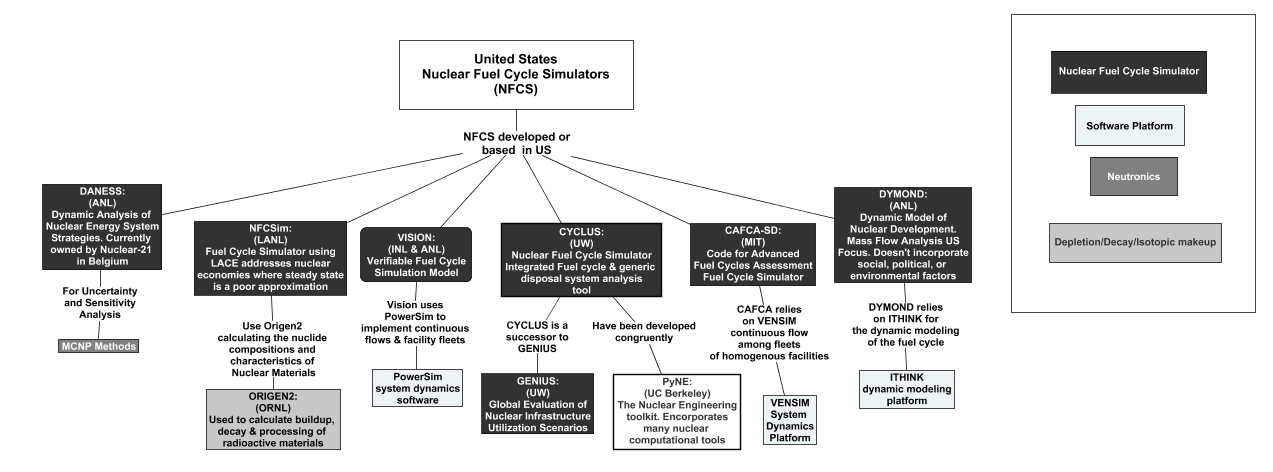 United States
Nuclear Fuel Cycle Simulators
(NFCS)
NFCS developed or
based in US
DANESS:
(ANL)
Dynamic Analysis of
Nuclear Energy System
Strategies. Currently
owned by Nuclear-21
in Belgium
For Uncertainty
and Sensitivity
Analysis
MCNP Methods
NFCSim:
(LANL)
Fuel Cycle Simulator using
LACE addresses nuclear
economies where steady state
is a poor approximation
Use Origen2
calculating the nuclide
compositions and
characteristics of
Nuclear Materials
ORIGEN2:
(ORNL)
Used to calculate buildup,
decay & processing of
radioactive materials
VISION:
(INL & ANL)
Verifiable Fuel Cycle
Simulation Model
Vision uses
PowerSim to
implement continuous
flows & facility fleets
PowerSim
system dynamics
software
CYCLUS:
(UW)
Nuclear Fuel Cycle Simulator
Integrated Fuel cycle & generic
disposal system analysis
tool
CYCLUS is a
successor to
GENIUS
GENIUS:
(UW)
Global Evaluation of
Nuclear Infrastructure
Utilization Scenarios
Have been developed
congruently
PyNE:
(UC Berkeley)
The Nuclear Engineering
toolkit. Encorporates
many nuclear
computational tools
CAFCA-SD:
(MIT)
Code for Advanced
Fuel Cycles Assessment
Fuel Cycle Simulator
CAFCA relies
on VENSIM
continuous flow
among fleets
of homogenous facilities
VENSIM
System
Dynamics
Platform
DYMOND:
(ANL)
Dynamic Model of
Nuclear Development.
Mass Flow Analysis US
Focus. Doesn't incorporate
social, political, or
environmental factors
DYMOND relies
on ITHINK for
the dynamic modeling
of the fuel cycle
ITHINK
dynamic modeling
platform
Nuclear Fuel Cycle Simulator
Software Platform
Neutronics
Depletion/Decay/Isotopic makeup